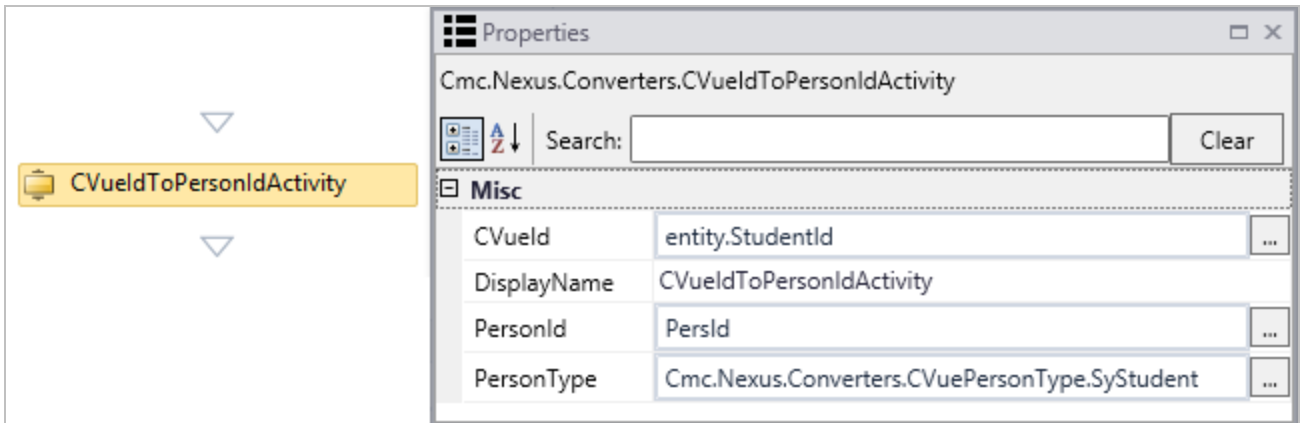 CVueIdToPersonIdActivity
Properties
Cmc.Nexus.Converters.CVueIdToPersonIdActivity
A
Z
Search:
Clear
Misc
CVueId entity.StudentId ...
DisplayName CVueIdToPersonIdActivity
PersonId PersId ...
PersonType Cmc.Nexus.Converters.CVuePersonType.SyStudent ...